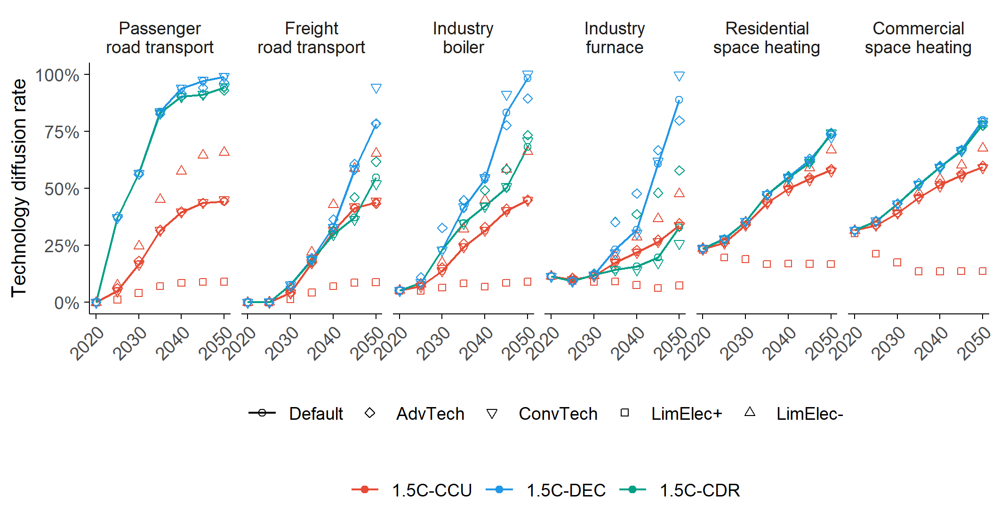 Passenger
road transport
Freight
road transport
Industry
boiler
Industry
furnace
Residential
space heating
Commercial
space heating
Technology diffusion rate
100%
75%
50%
25%
0%
2020 2030 2040 2050
2020 2030 2040 2050
2020 2030 2040 2050
2020 2030 2040 2050
2020 2030 2040 2050
2020 2030 2040 2050
Default AdvTech ConvTech LimElec+ LimElec-
1.5C-CCU 1.5C-DEC 1.5C-CDR